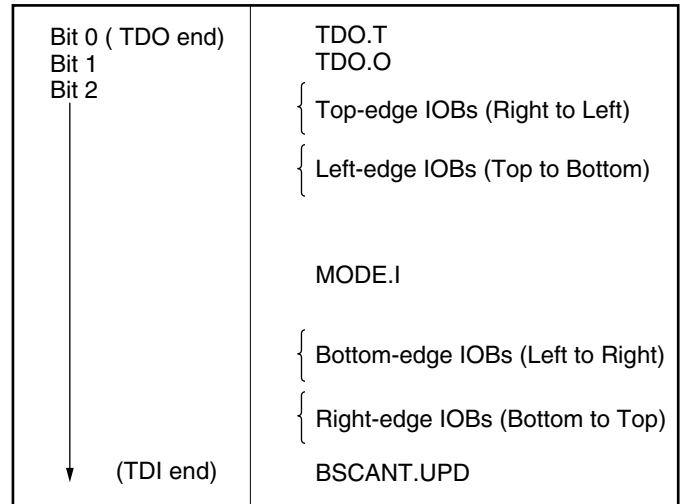 Bit 0 ( TDO end) TDO.T
Bit 1 TDO.O
Bit 2
Top-edge IOBs (Right to Left)
Left-edge IOBs (Top to Bottom)
MODE.I
Bottom-edge IOBs (Left to Right)
Right-edge IOBs (Bottom to Top)
(TDI end) BSCANT.UPD